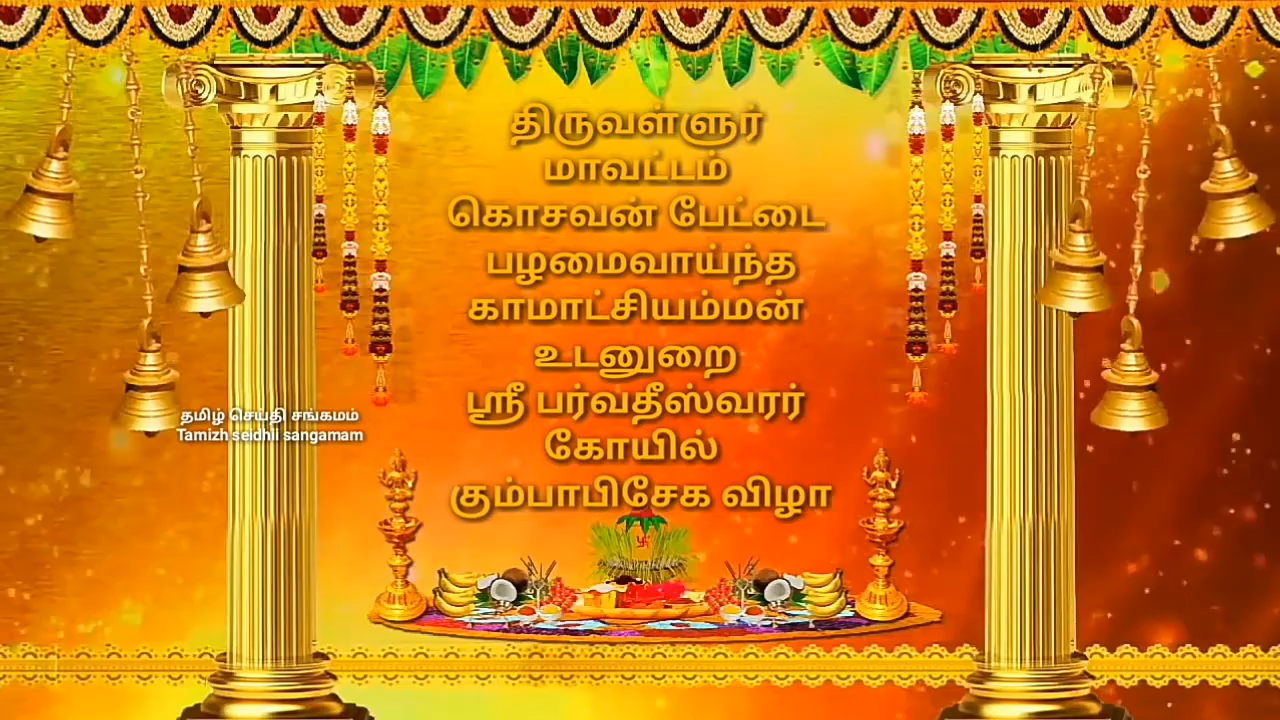 திருவள்ளுர்
மாவட்டம்
கொசவன் பேட்டை
பழமைவாய்ந்த
காமாட்சியம்மன்
உடனுறை
ஸ்ரீ பர்வதீஸ்வரர்
கோயில்
கும்பாபிசேக விழா
தமிழ் செய்தி சங்கமம்
Tamizh seidhii sangamam